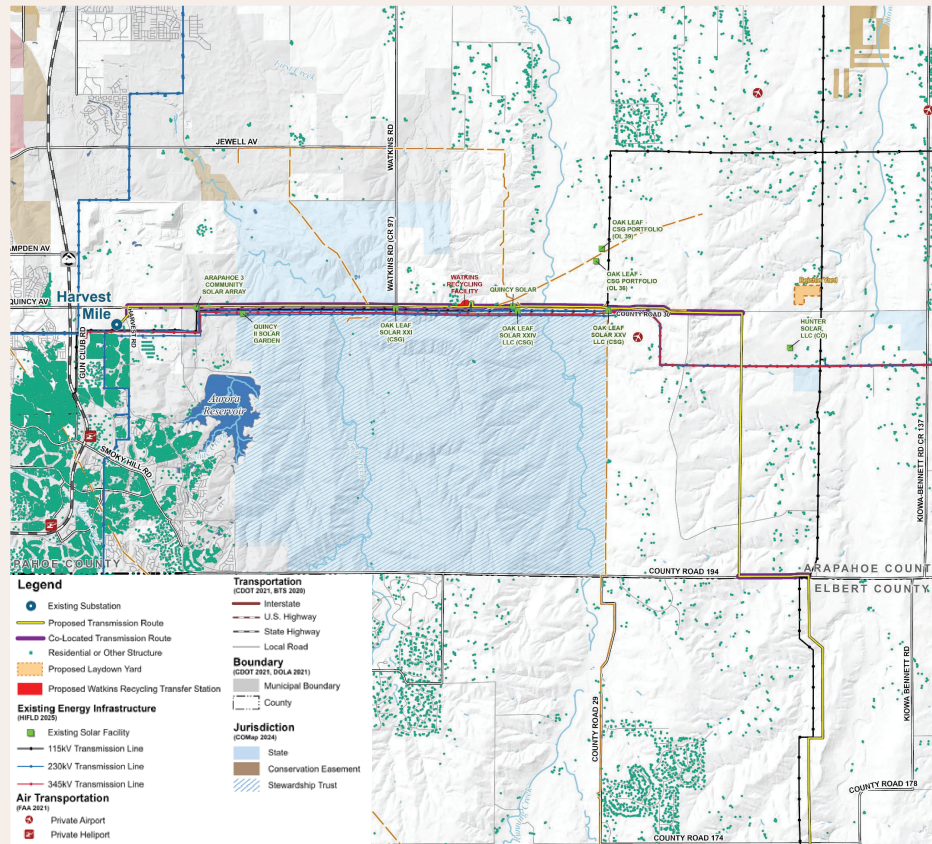 JEWELL AV
WATKINS RD
WATKINS RD (CR 97)
AMPDEN AV
QUINCY AV
Harvest
Mile
HARVEST RD
GUN CLUB RD
ARAPAHOE 3
COMMUNITY
SOLAR ARRAY
QUINCY
II SOLAR
GARDEN
OAK LEAF
SOLAR XXI
(CSG)
WATKINS
RECYCLING
FACILITY
QUINCY SOLAR
OAK LEAF
SOLAR XXIV
LLC (CSG)
OAK LEAF -
CSG PORTFOLIO
(OL 39)
OAK LEAF -
CSG PORTFOLIO
(OL 36)
OAK LEAF
SOLAR XXV
LLC (CSG)
COUNTY ROAD 30
HUNTER
SOLAR,
LLC (CO)
Aurora
Reservoir
SMOKY HILL RD
KIOWA-BENNETT RD CR 137
PAHOE COUNTY
COUNTY ROAD 194
ARAPAHOE COUNT
ELBERT COUNTY
COUNTY ROAD 29
KIOWA BENNETT RD
COUNTY ROAD 178
COUNTY ROAD 174
Legend
Existing Substation
Proposed Transmission Route
Co-Located Transmission Route
Residential or Other Structure
Proposed Laydown Yard
Proposed Watkins Recycling Transfer Station
Existing Energy Infrastructure
(HIFLD 2025)
Existing Solar Facility
115kV Transmission Line
230kV Transmission Line
345kV Transmission Line
Air Transportation
(FAA 2021)
Private Airport
Private Heliport
Transportation
(CDOT 2021, BTS 2020)
Interstate
U.S. Highway
State Highway
Local Road
Boundary
(CDOT 2021, DOLA 2021)
Municipal Boundary
County
Jurisdiction
(COMap 2024)
State
Conservation Easement
Stewardship Trust